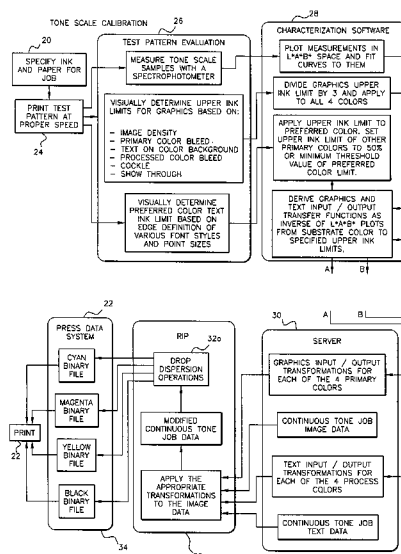 TONE SCALE CALIBRATION
20
SPECIFY INK
AND PAPER FOR
JOB
PRINT TEST
PATTERN AT
PROPER SPEED
24
26
TEST PATTERN EVALUATION
MEASURE TONE SCALE
SAMPLES WITH A
SPECTROPHOTOMETER
VISUALLY DETERMINE UPPER INK
LIMITS FOR GRAPHICS BASED ON:
- IMAGE DENSITY
- PRIMARY COLOR BLEED
- TEXT ON COLOR BACKGROUND
- PROCESSED COLOR BLEED
- COCKLE
- SHOW THROUGH
VISUALLY DETERMINE
PREFERRED COLOR TEXT
INK LIMIT BASED ON
EDGE DEFINITION OF
VARIOUS FONT STYLES
AND POINT SIZES
28
CHARACTERIZATION SOFTWARE
PLOT MEASUREMENTS IN
L*A*B* SPACE AND FIT
CURVES TO THEM
DIVIDE GRAPHICS UPPER
INK LIMIT BY 3 AND APPLY TO
ALL 4 COLORS
APPLY UPPER INK LIMIT TO
PREFERRED COLOR. SET
UPPER LIMIT OF OTHER
PRIMARY COLORS TO 50%
OR MINIMUM THRESHOLD
VALUE OF PREFERRED
COLOR LIMIT.
DERIVE GRAPHICS AND
TEXT INPUT / OUTPUT
TRANSFER FUNCTIONS AS
INVERSE OF L*A*B* PLOTS
FROM SUBSTRATE COLOR TO
SPECIFIED UPPER INK
LIMITS.
A B
22
PRESS DATA
SYSTEM
CYAN
BINARY
FILE
MAGENTA
BINARY
FILE
YELLOW
BINARY
FILE
BLACK
BINARY
FILE
PRINT
22
34
RIP
32a
DROP
DISPERSION
OPERATIONS
MODIFIED
CONTINUOUS TONE
JOB DATA
APPLY THE
APPROPRIATE
TRANSFORMATIONS
TO THE IMAGE
DATA
30
A B
SERVER
GRAPHICS INPUT / OUTPUT
TRANSFORMATIONS FOR
EACH OF THE 4 PRIMARY
COLORS
CONTINUOUS TONE JOB
IMAGE DATA
TEXT INPUT / OUTPUT
TRANSFORMATIONS FOR
EACH OF THE 4 PROCESS
COLORS
CONTINUOUS TONE JOB
TEXT DATA